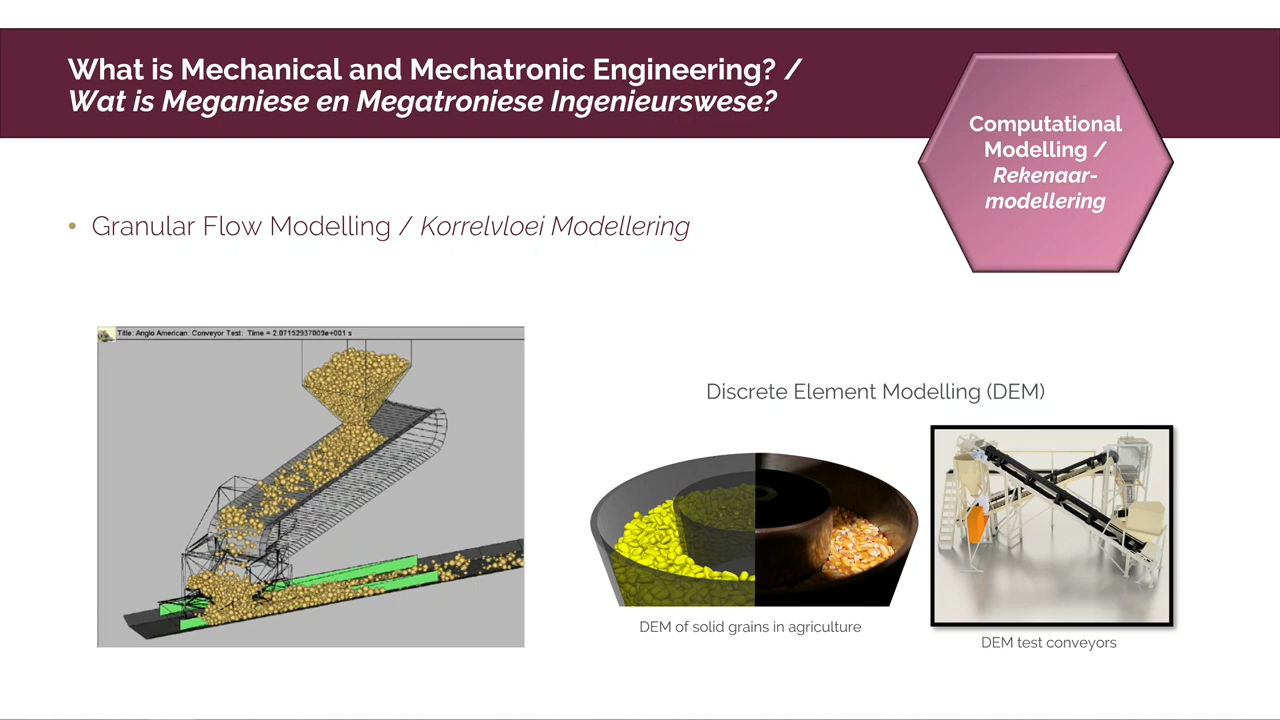 What is Mechanical and Mechatronic Engineering? /
Wat is Meganiese en Megatroniese Ingenieurswese?
Computational
Modelling /
Rekenaar-
modellering
• Granular Flow Modelling / Korrelvloei Modellering
Title: Anglo American: Conveyor Test: Time = 2.07152937005e+001 s
Discrete Element Modelling (DEM)
DEM of solid grains in agriculture
DEM test conveyors